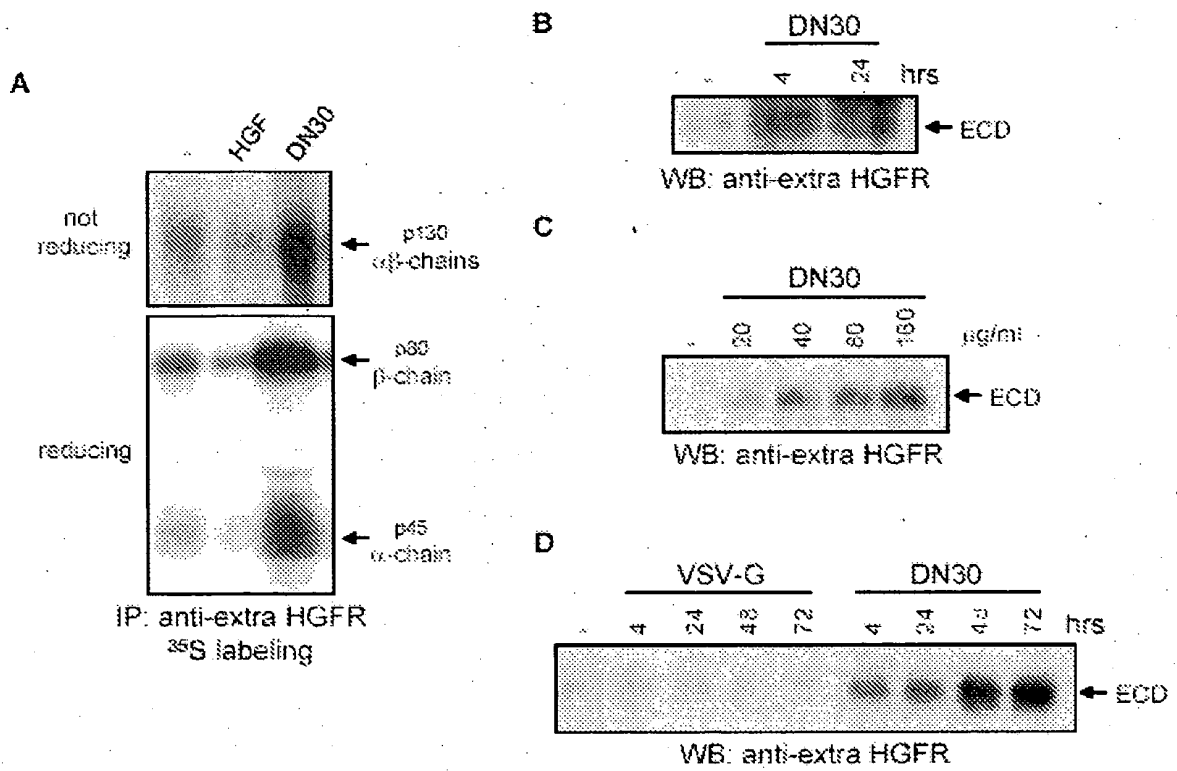 A
HGF
DN30
not
reducing
p130
αβ-chains
p80
β-chain
reducing
p45
α-chain
IP: anti-extra HGFR
³⁵S labeling
B
DN30
- 4 24 hrs
ECD
WB: anti-extra HGFR
C
DN30
- 20 40 80 160 µg/ml
ECD
WB: anti-extra HGFR
D
VSV-G DN30
- 4 24 48 72 4 24 48 72 hrs
ECD
WB: anti-extra HGFR